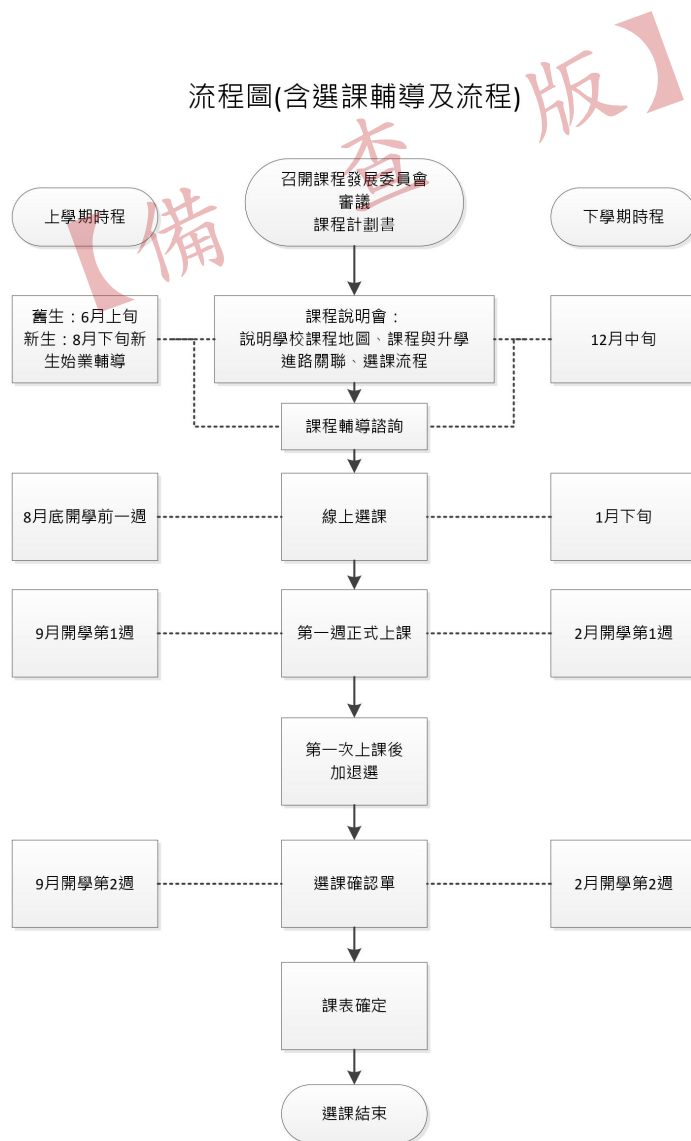 流程圖(含選課輔導及流程)
【備查版】
上學期時程
召開課程發展委員會
審議
課程計劃書
下學期時程
舊生：6月上旬
新生：8月下旬新
生始業輔導
課程說明會：
說明學校課程地圖、課程與升學
進路關聯、選課流程
12月中旬
課程輔導諮詢
8月底開學前一週
線上選課
1月下旬
9月開學第1週
第一週正式上課
2月開學第1週
第一次上課後
加退選
9月開學第2週
選課確認單
2月開學第2週
課表確定
選課結束